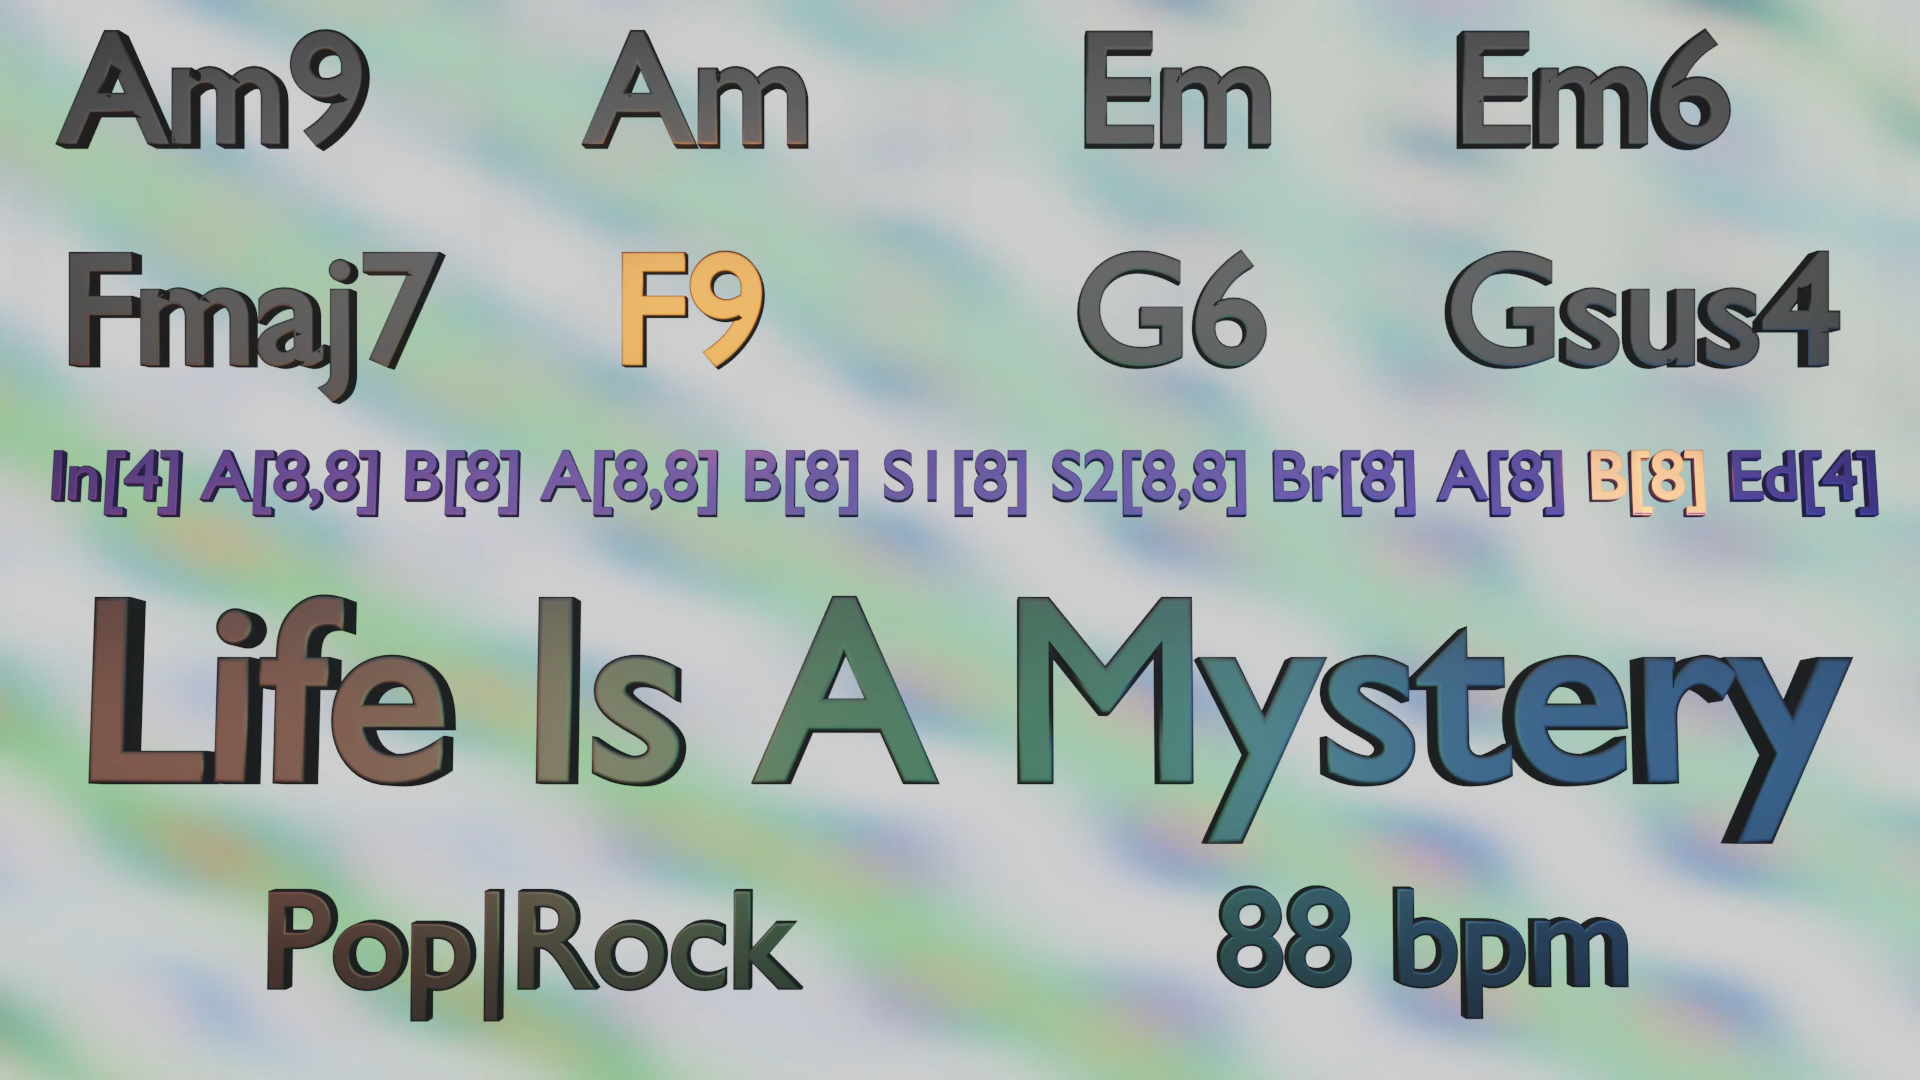 Am9 Am Em Em6
Fmaj7 F9 G6 Gsus4
In[4] A[8,8] B[8] A[8,8] B[8] S1[8] S2[8,8] Br[8] A[8] B[8] Ed[4]
Life Is A Mystery
Pop|Rock 88 bpm